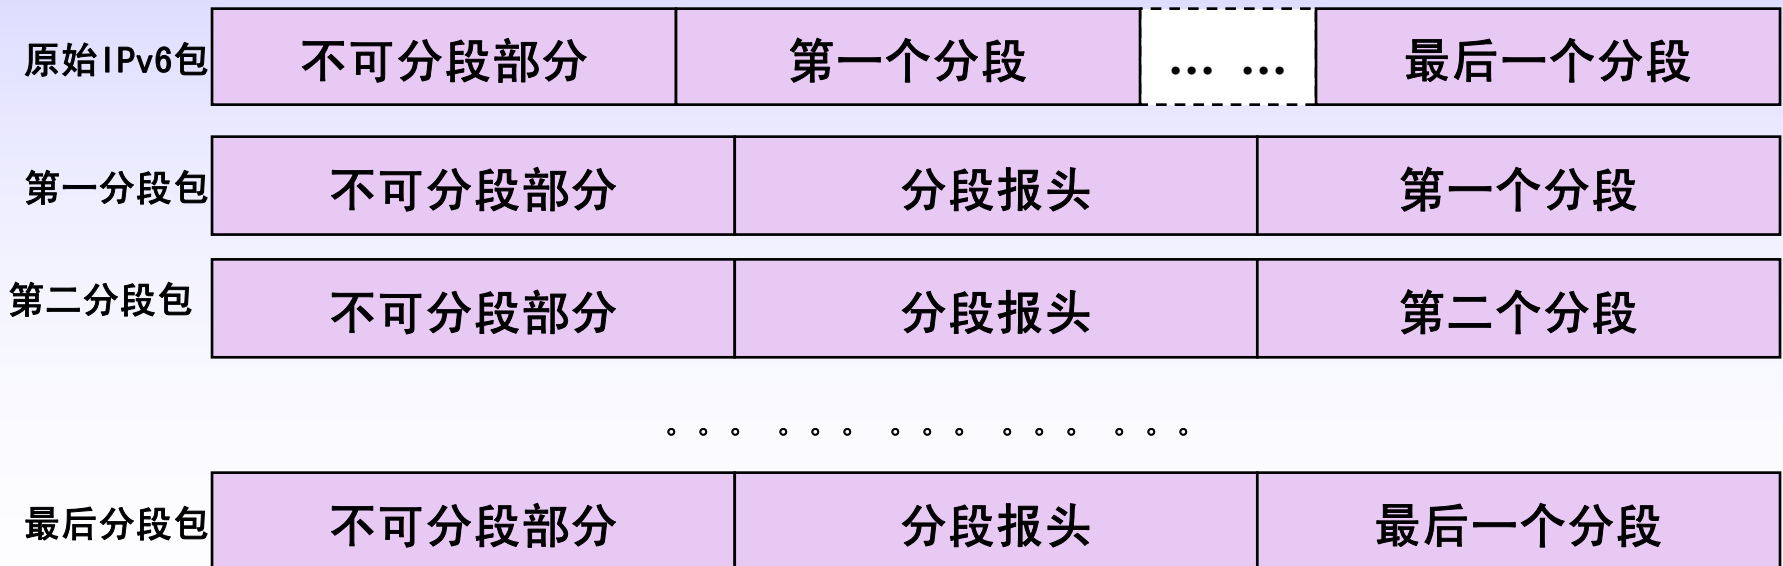 原始IPv6包 不可分段部分 第一个分段 … … 最后一个分段
第一分段包 不可分段部分 分段报头 第一个分段
第二分段包 不可分段部分 分段报头 第二个分段
。。。 。。。 。。。 。。。 。。。
最后分段包 不可分段部分 分段报头 最后一个分段